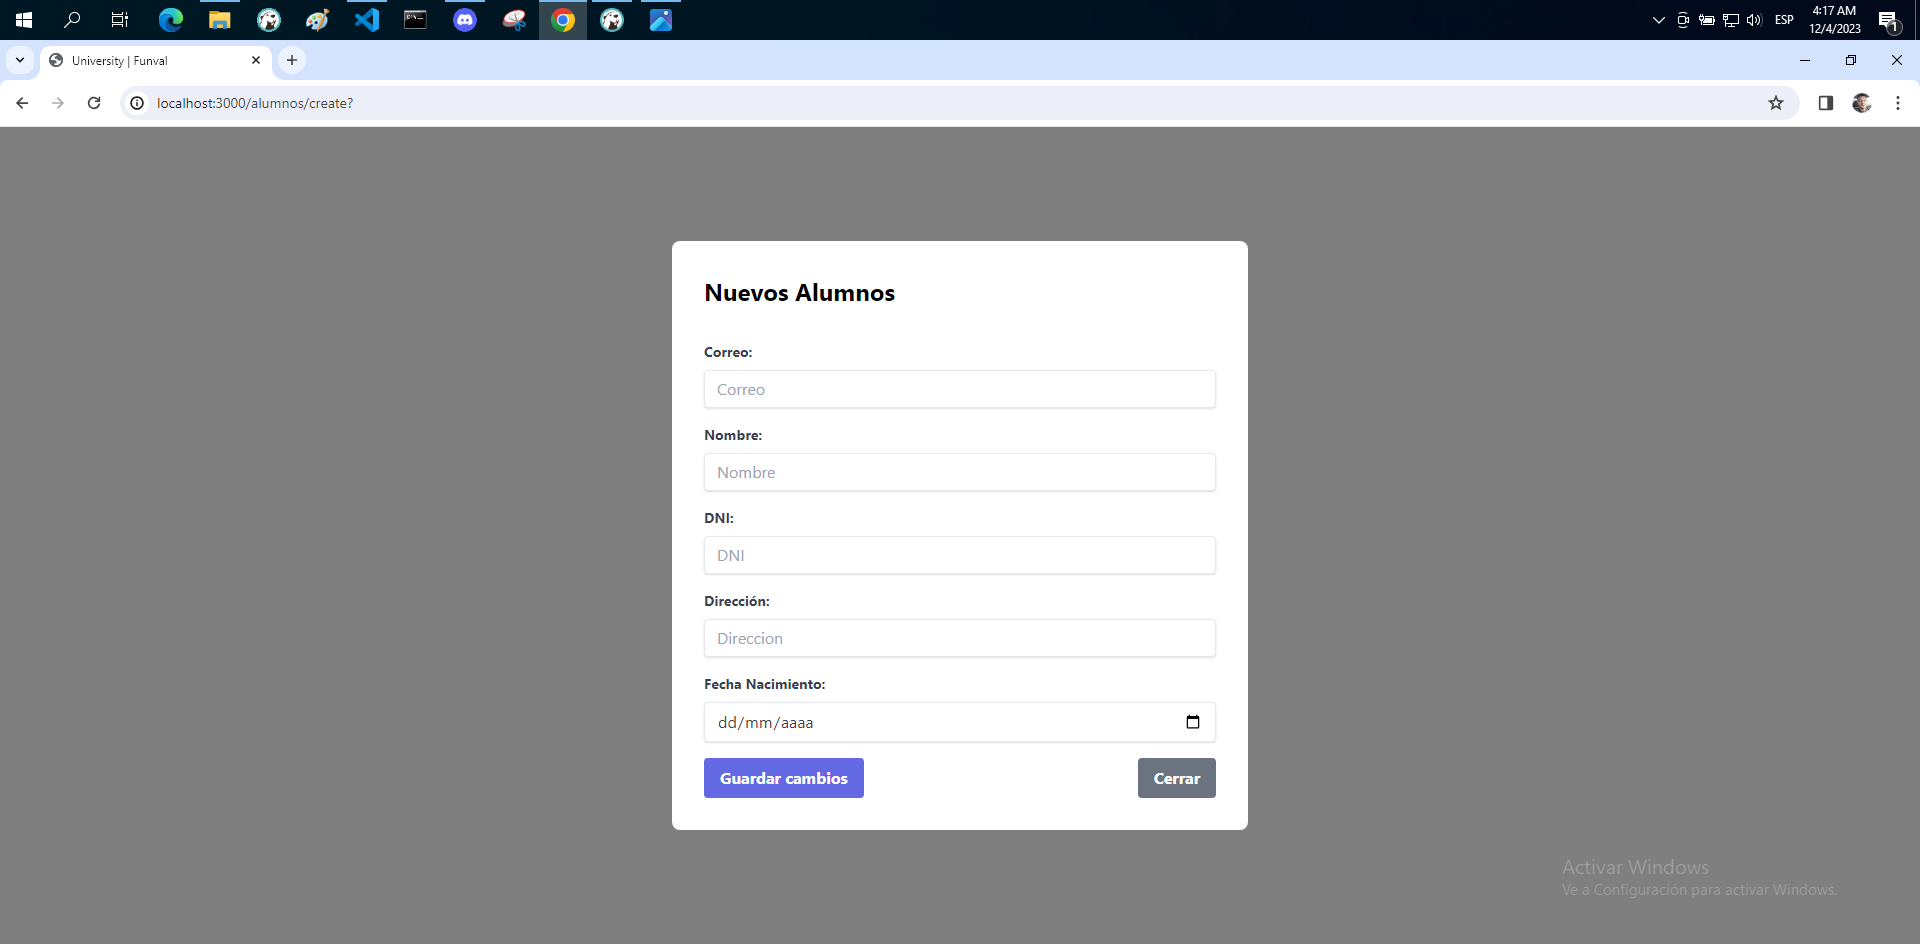 ESP
4:17 AM
12/4/2023
1
University | Funval
localhost:3000/alumnos/create?
Nuevos Alumnos
Correo:
Correo
Nombre:
Nombre
DNI:
DNI
Dirección:
Direccion
Fecha Nacimiento:
dd/mm/aaaa
Guardar cambios
Cerrar
Activar Windows
Ve a Configuración para activar Windows.